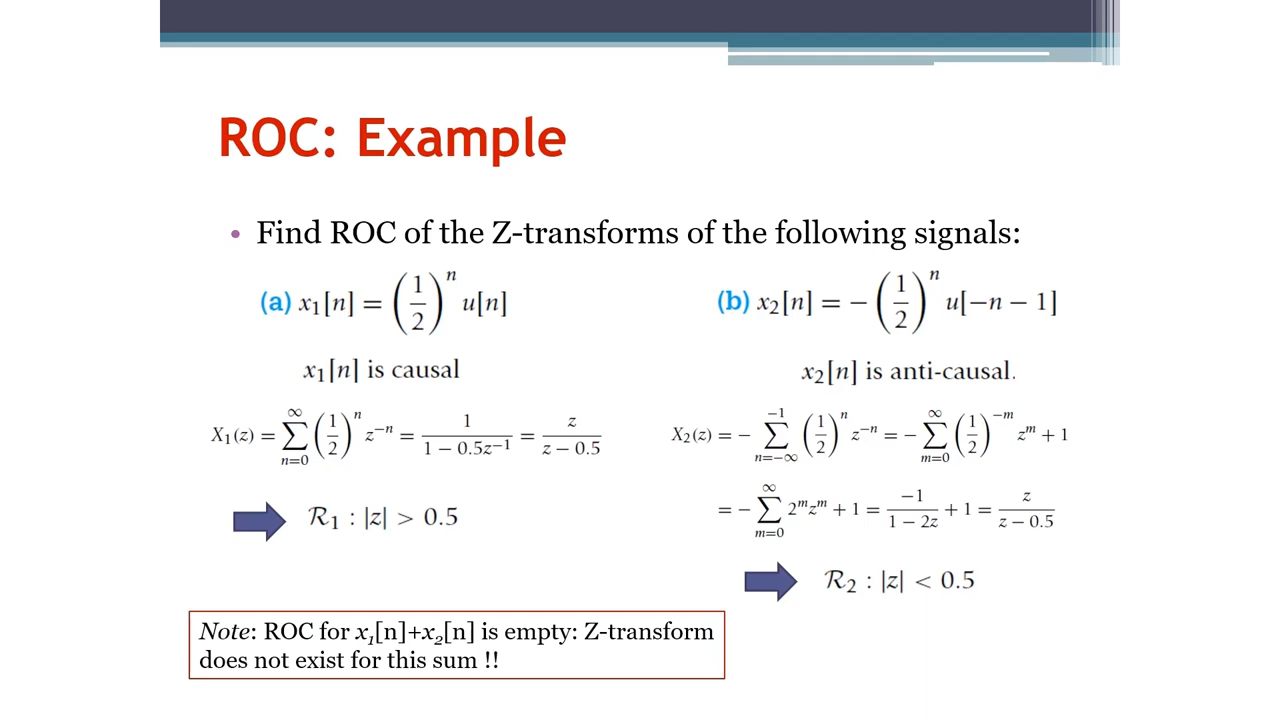 ROC: Example
• Find ROC of the Z-transforms of the following signals:
(a) x₁[n] = (1/2)ⁿ u[n]
x₁[n] is causal
X₁(z) = ∑_{n=0}^{∞} (1/2)ⁿ z⁻ⁿ = 1/(1 − 0.5z⁻¹) = z/(z − 0.5)
ℛ₁ : |z| > 0.5
(b) x₂[n] = −(1/2)ⁿ u[−n − 1]
x₂[n] is anti-causal.
X₂(z) = − ∑_{n=−∞}^{−1} (1/2)ⁿ z⁻ⁿ = − ∑_{m=0}^{∞} (1/2)⁻ᵐ zᵐ + 1
= − ∑_{m=0}^{∞} 2ᵐzᵐ + 1 = −1/(1 − 2z) + 1 = z/(z − 0.5)
ℛ₂ : |z| < 0.5
Note: ROC for x₁[n]+x₂[n] is empty: Z-transform
does not exist for this sum !!